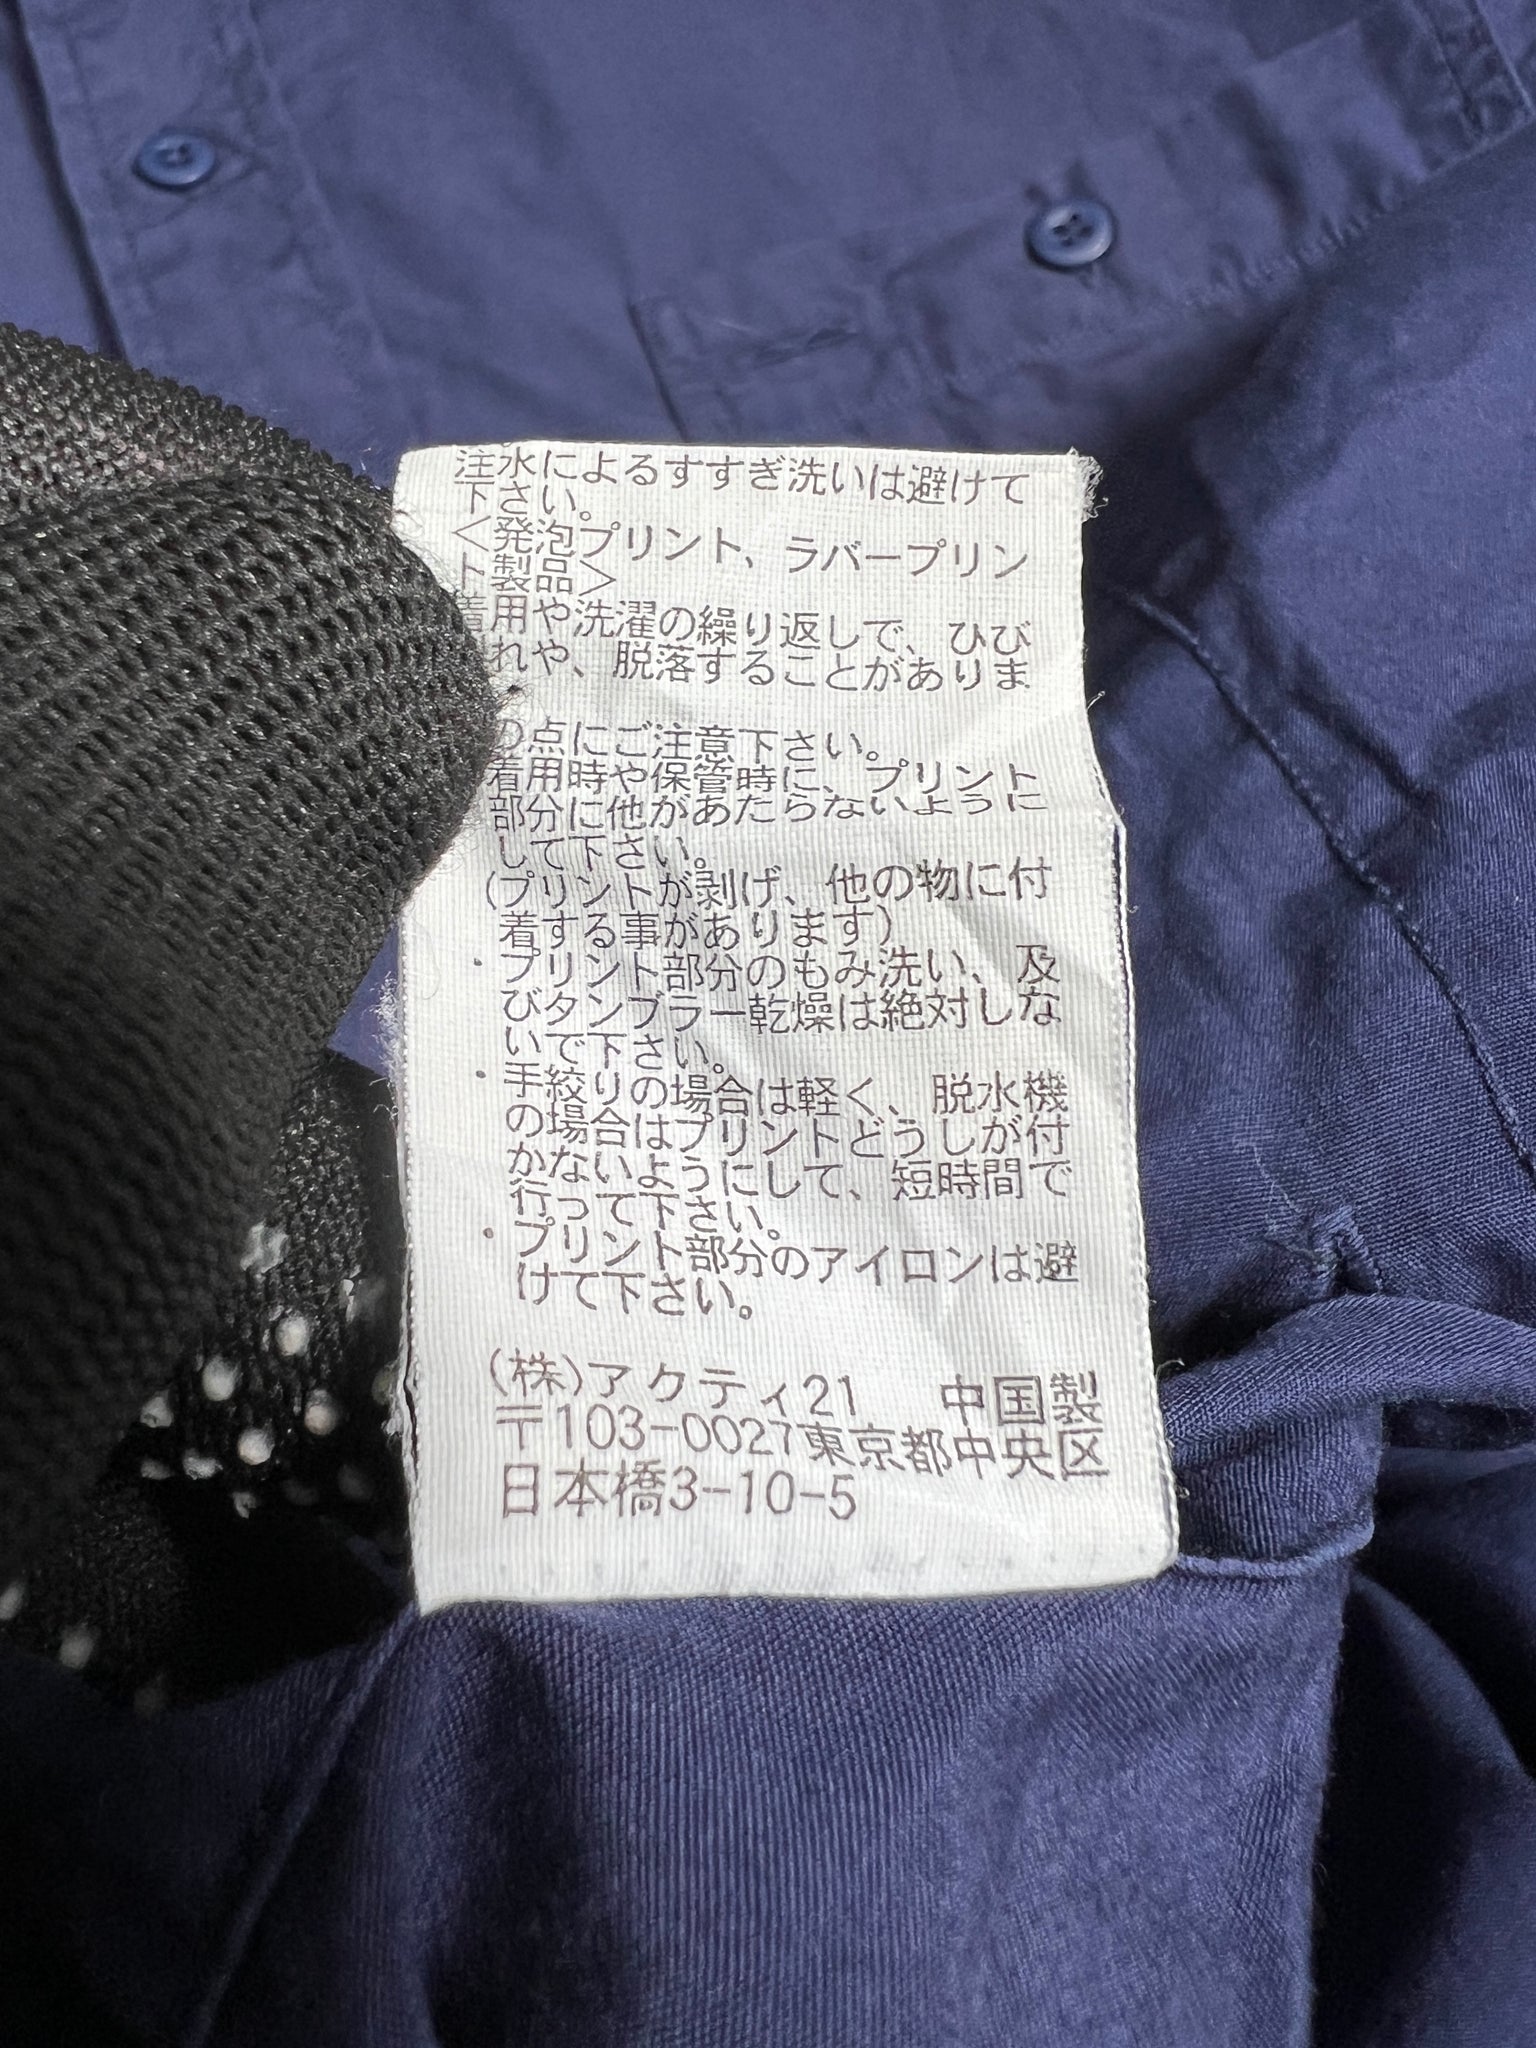 注水によるすすぎ洗いは避けて
下さい。
<発泡プリント、ラバープリン
ト製品>
着用や洗濯の繰り返しで、ひび
れや、脱落することがありま
の点にご注意下さい。
着用時や保管時に、プリント
部分に他があたらないように
して下さい。
(プリントが剥げ、他の物に付
着する事があります)
・プリント部分のもみ洗い、及
びタンブラー乾燥は絶対しな
いで下さい。
・手絞りの場合は軽く、脱水機
の場合はプリントどうしが付
かないようにして、短時間で
行って下さい。
・プリント部分のアイロンは避
けて下さい。
(株)アクティ21 中国製
〒103-0027東京都中央区
日本橋3-10-5